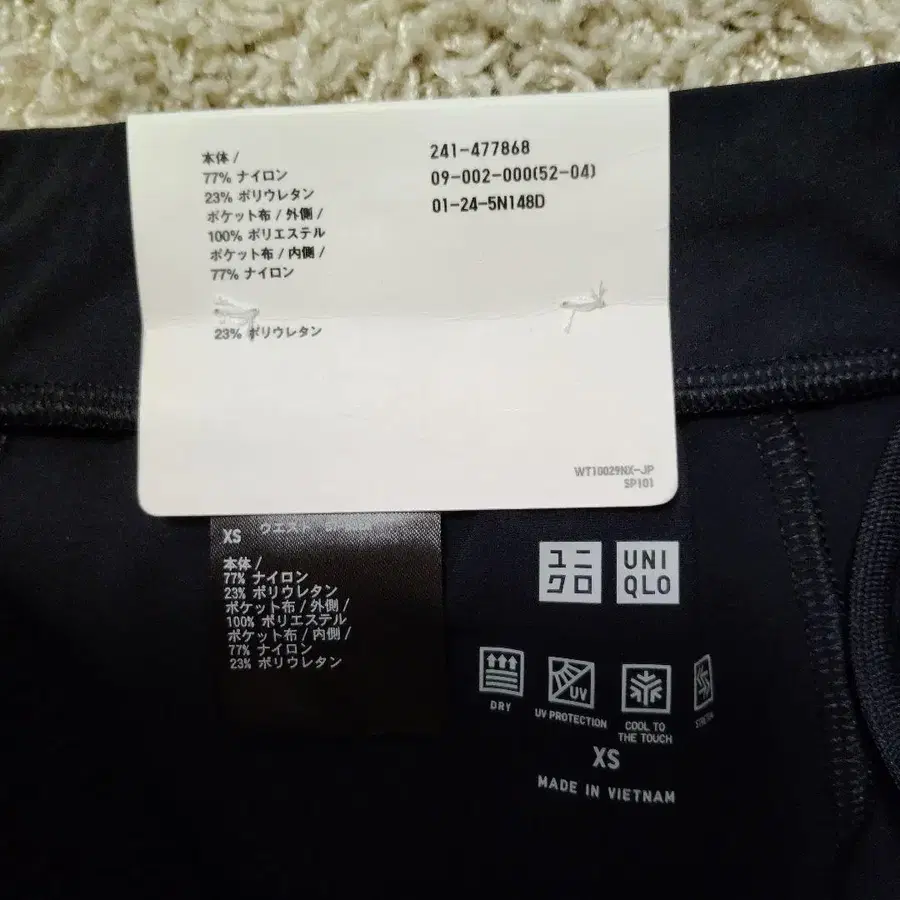 本体 /
77% ナイロン
23% ポリウレタン
ポケット布 / 外側 /
100% ポリエステル
ポケット布 / 内側 /
77% ナイロン
23% ポリウレタン
241-477868
09-002-000(52-04)
01-24-5N148D
WT10029NX-JP
SP101
XS ウエスト
本体 /
77% ナイロン
23% ポリウレタン
ポケット布 / 外側 /
100% ポリエステル
ポケット布 / 内側 /
77% ナイロン
23% ポリウレタン
ユニ
クロ
UNI
QLO
DRY
UV
UV PROTECTION
COOL TO
THE TOUCH
STRETCH
XS
MADE IN VIETNAM